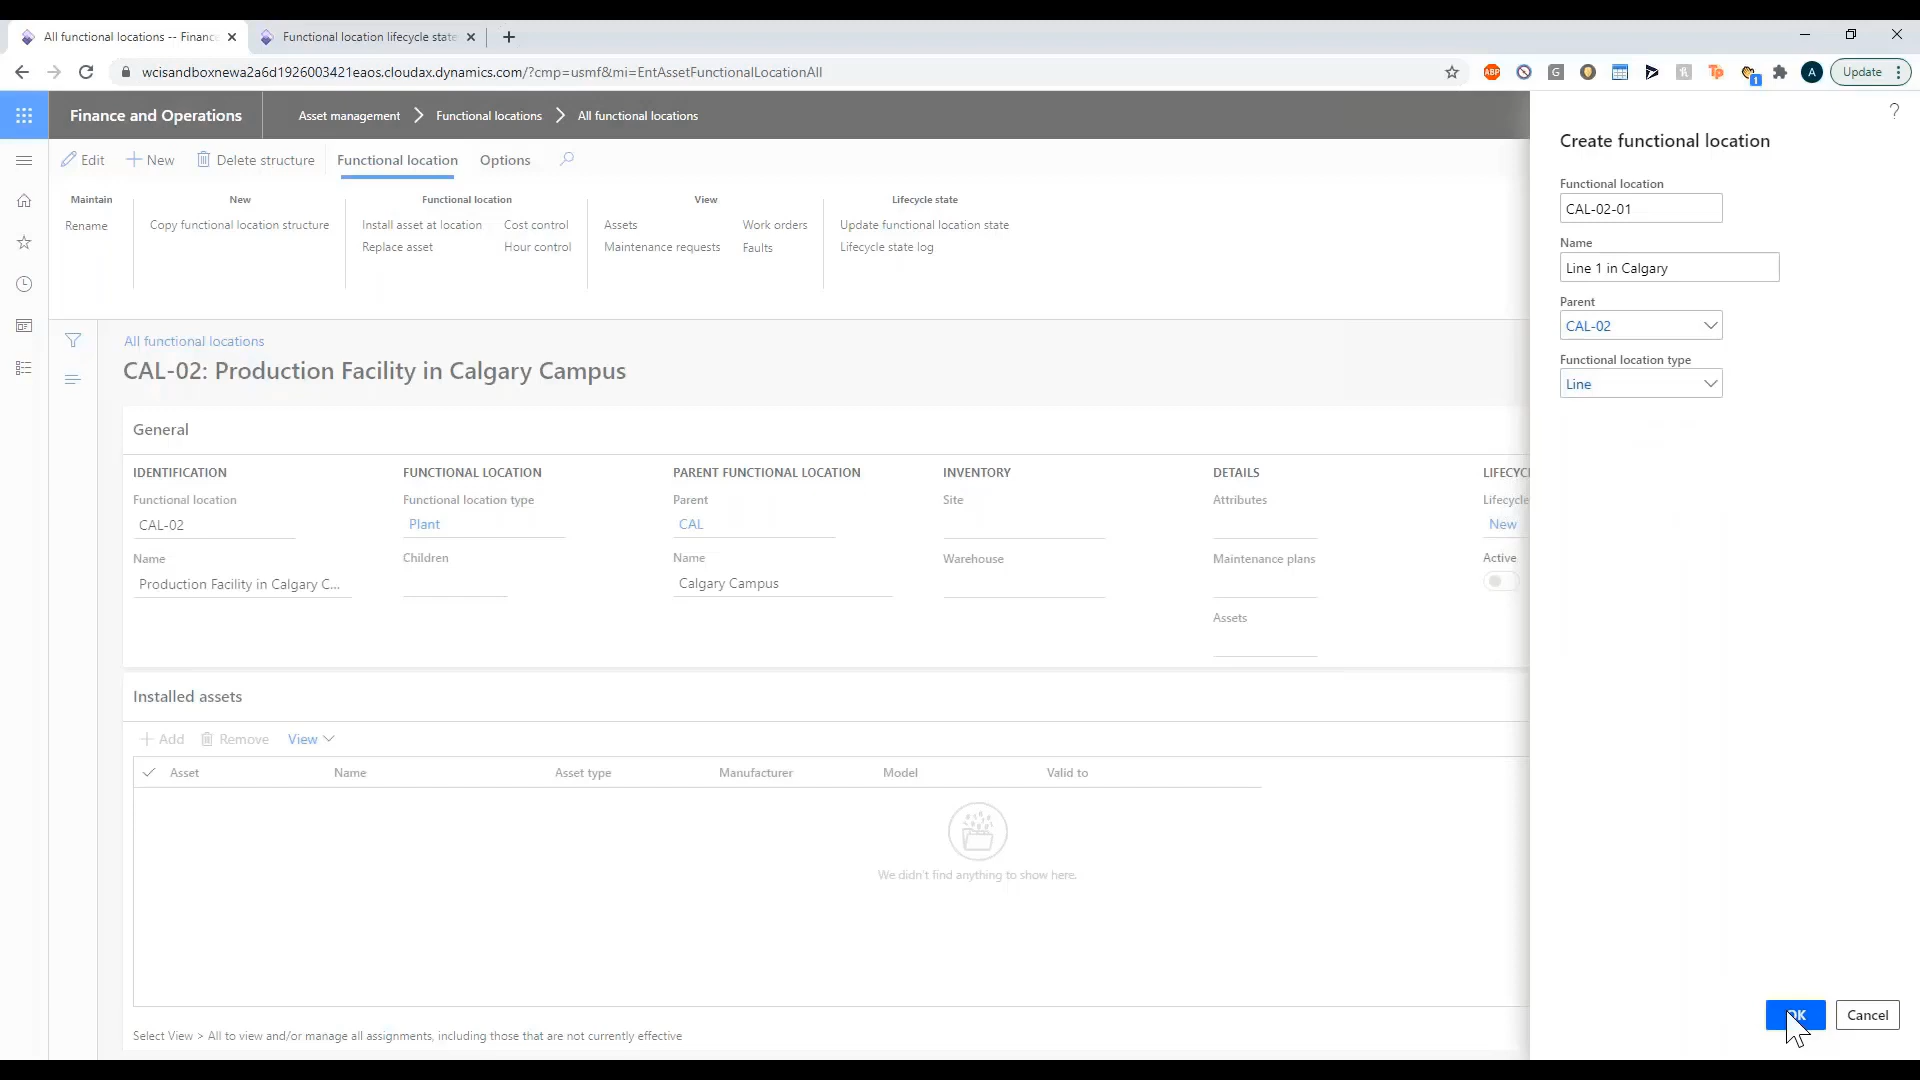 All functional locations -- Finance
Functional location lifecycle state
wcisandboxnewa2a6d1926003421eaos.cloudax.dynamics.com/?cmp=usmf&mi=EntAssetFunctionalLocationAll
ABP
G
Tp
1
A
Update
Finance and Operations
Asset management
Functional locations
All functional locations
?
Create functional location
Edit
New
Delete structure
Functional location
Options
Maintain
New
Functional location
View
Lifecycle state
Rename
Copy functional location structure
Install asset at location
Cost control
Assets
Work orders
Update functional location state
Replace asset
Hour control
Maintenance requests
Faults
Lifecycle state log
Functional location
CAL-02-01
Name
Line 1 in Calgary
Parent
CAL-02
Functional location type
Line
All functional locations
CAL-02: Production Facility in Calgary Campus
General
IDENTIFICATION
FUNCTIONAL LOCATION
PARENT FUNCTIONAL LOCATION
INVENTORY
DETAILS
LIFECYC
Functional location
Functional location type
Parent
Site
Attributes
Lifecycle
CAL-02
Plant
CAL
New
Name
Children
Name
Warehouse
Maintenance plans
Active
Production Facility in Calgary C...
Calgary Campus
Assets
Installed assets
Add
Remove
View
Asset
Name
Asset type
Manufacturer
Model
Valid to
We didn't find anything to show here.
Select View > All to view and/or manage all assignments, including those that are not currently effective
OK
Cancel